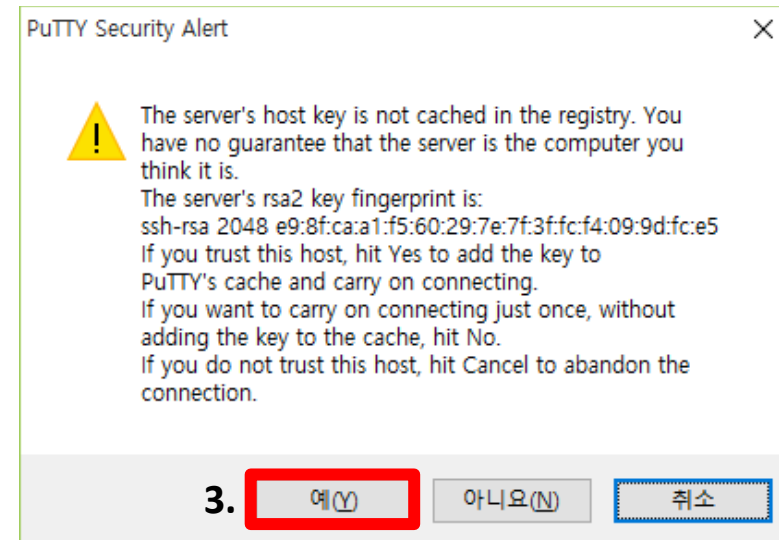 PuTTY Security Alert
The server's host key is not cached in the registry. You
have no guarantee that the server is the computer you
think it is.
The server's rsa2 key fingerprint is:
ssh-rsa 2048 e9:8f:ca:a1:f5:60:29:7e:7f:3f:fc:f4:09:9d:fc:e5
If you trust this host, hit Yes to add the key to
PuTTY's cache and carry on connecting.
If you want to carry on connecting just once, without
adding the key to the cache, hit No.
If you do not trust this host, hit Cancel to abandon the
connection.
3. 예(Y) 아니요(N) 취소